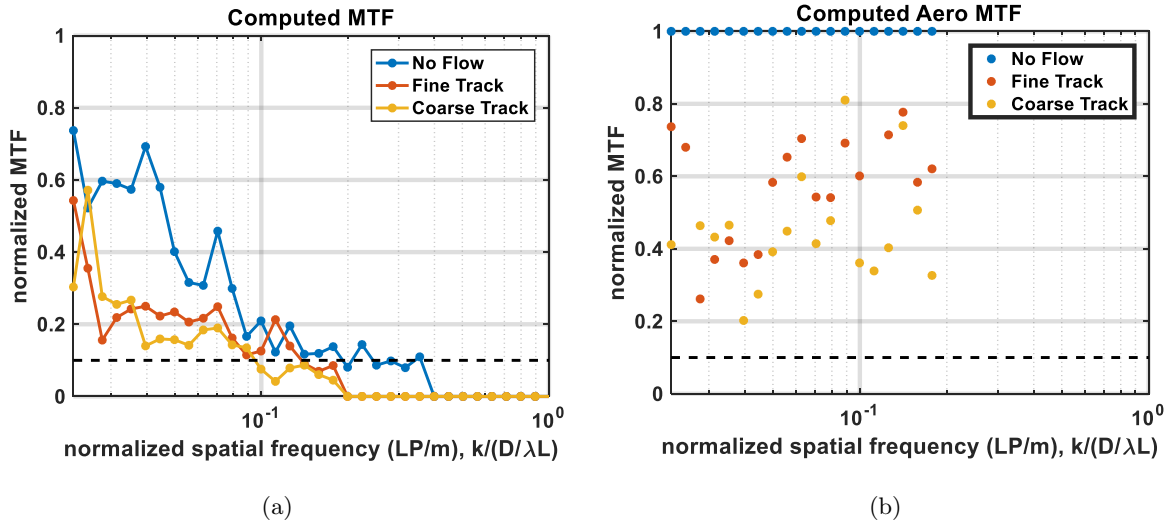 Computed MTF
1
0.8
0.6
0.4
0.2
0
normalized MTF
No Flow
Fine Track
Coarse Track
10^-1
10^0
normalized spatial frequency (LP/m), k/(D/λL)
(a)
Computed Aero MTF
1
0.8
0.6
0.4
0.2
0
normalized MTF
No Flow
Fine Track
Coarse Track
10^-1
10^0
normalized spatial frequency (LP/m), k/(D/λL)
(b)